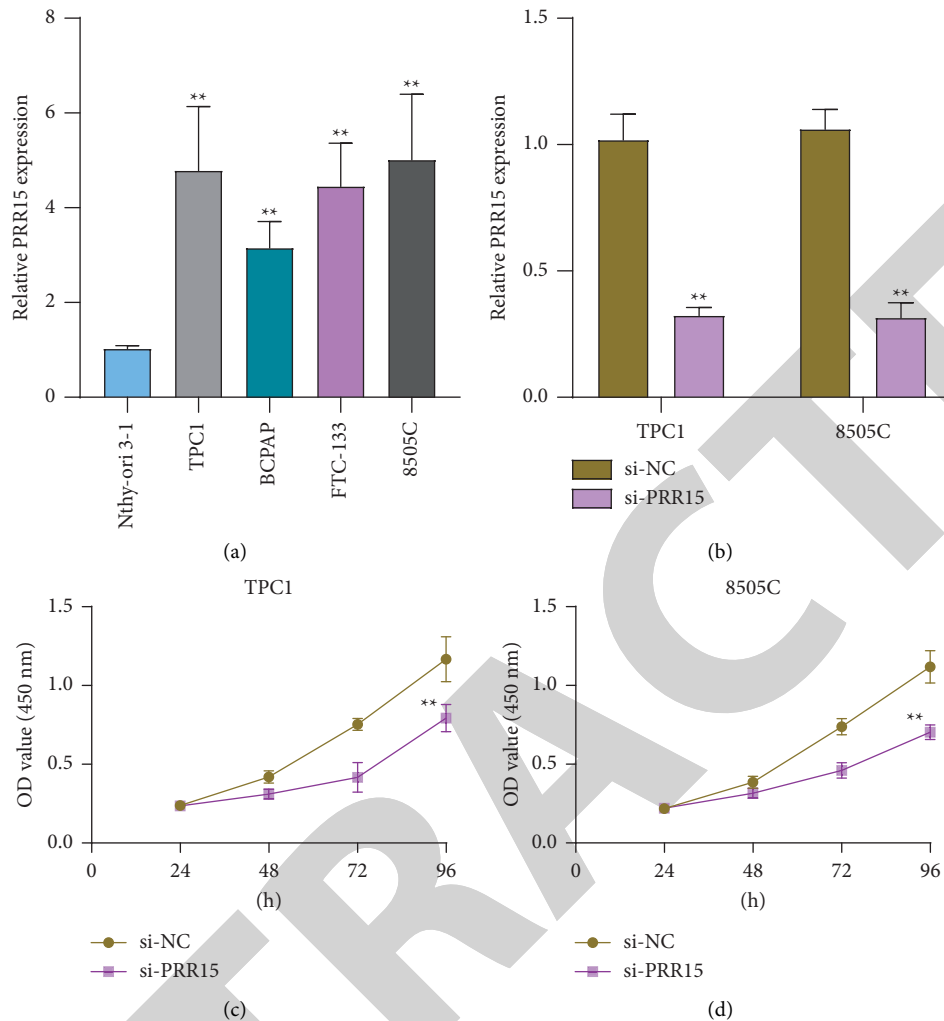 8
6
4
2
0
Relative PRR15 expression
**
**
**
**
Nthy-ori 3-1
TPC1
BCPAP
FTC-133
8505C
(a)
1.5
1.0
0.5
0.0
Relative PRR15 expression
**
**
TPC1
8505C
si-NC
si-PRR15
(b)
TPC1
1.5
1.0
0.5
0.0
OD value (450 nm)
**
0
24
48
72
96
(h)
si-NC
si-PRR15
(c)
8505C
1.5
1.0
0.5
0.0
OD value (450 nm)
**
0
24
48
72
96
(h)
si-NC
si-PRR15
(d)
TRACTE